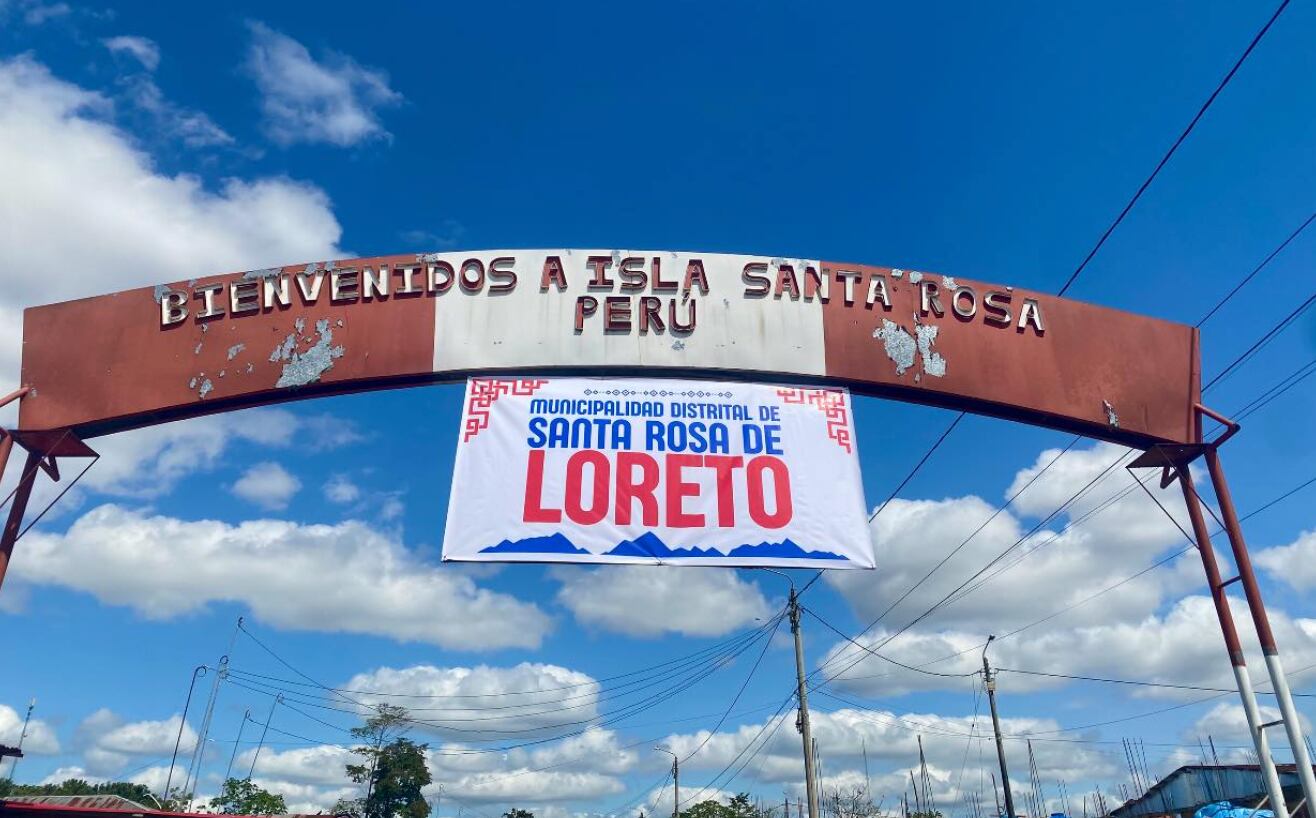 BIENVENIDOS A ISLA SANTA ROSA
PERÚ
MUNICIPALIDAD DISTRITAL DE
SANTA ROSA DE
LORETO